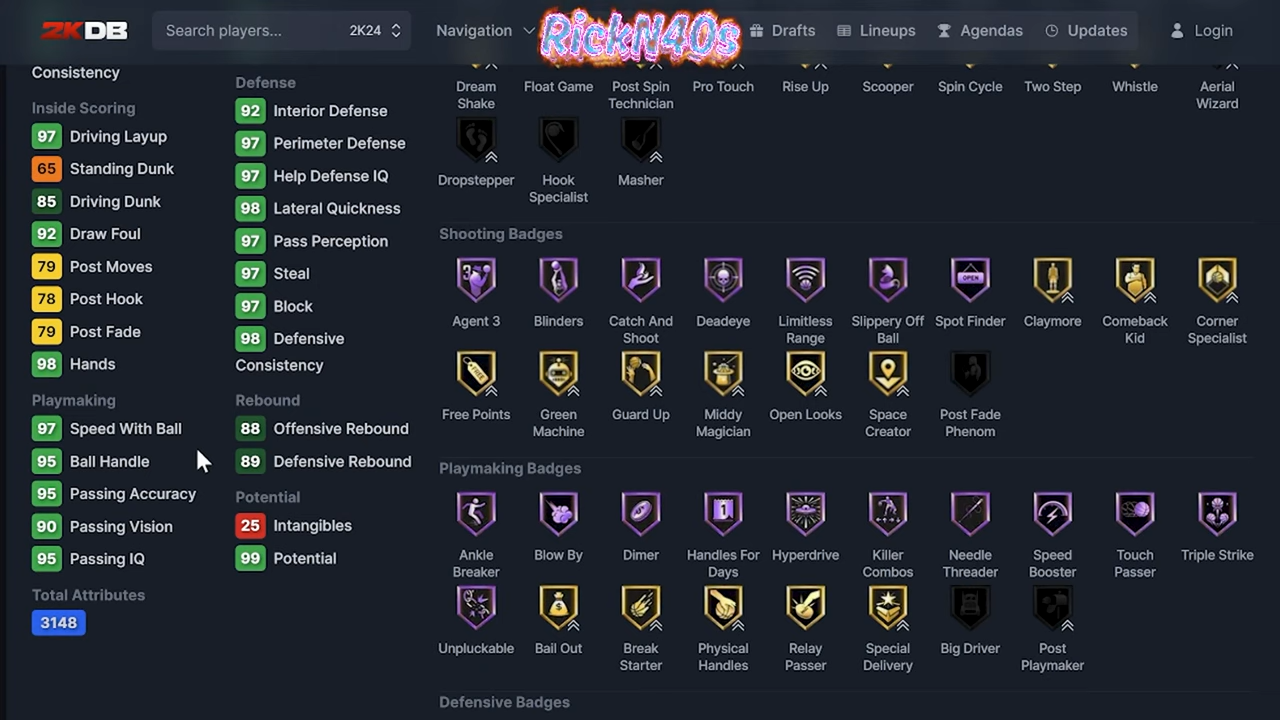 2KDB
Search players...
2K24
Navigation
RickN40s
Drafts
Lineups
Agendas
Updates
Login
Consistency
Inside Scoring
97 Driving Layup
65 Standing Dunk
85 Driving Dunk
92 Draw Foul
79 Post Moves
78 Post Hook
79 Post Fade
98 Hands
Playmaking
97 Speed With Ball
95 Ball Handle
95 Passing Accuracy
90 Passing Vision
95 Passing IQ
Total Attributes
3148
Defense
92 Interior Defense
97 Perimeter Defense
97 Help Defense IQ
98 Lateral Quickness
97 Pass Perception
97 Steal
97 Block
98 Defensive
Consistency
Rebound
88 Offensive Rebound
89 Defensive Rebound
Potential
25 Intangibles
99 Potential
Dream
Shake
Float Game
Post Spin
Technician
Pro Touch
Rise Up
Scooper
Spin Cycle
Two Step
Whistle
Aerial
Wizard
Dropstepper
Hook
Specialist
Masher
Shooting Badges
3
Agent 3
Blinders
Catch And
Shoot
Deadeye
Limitless
Range
Slippery Off
Ball
OPEN
Spot Finder
Claymore
Comeback
Kid
Corner
Specialist
Free Points
Green
Machine
Guard Up
Middy
Magician
Open Looks
Space
Creator
Post Fade
Phenom
Playmaking Badges
Ankle
Breaker
Blow By
Dimer
1
Handles For
Days
Hyperdrive
Killer
Combos
Needle
Threader
Speed
Booster
Touch
Passer
Triple Strike
Unpluckable
$
Bail Out
Break
Starter
Physical
Handles
Relay
Passer
Special
Delivery
Big Driver
Post
Playmaker
Defensive Badges